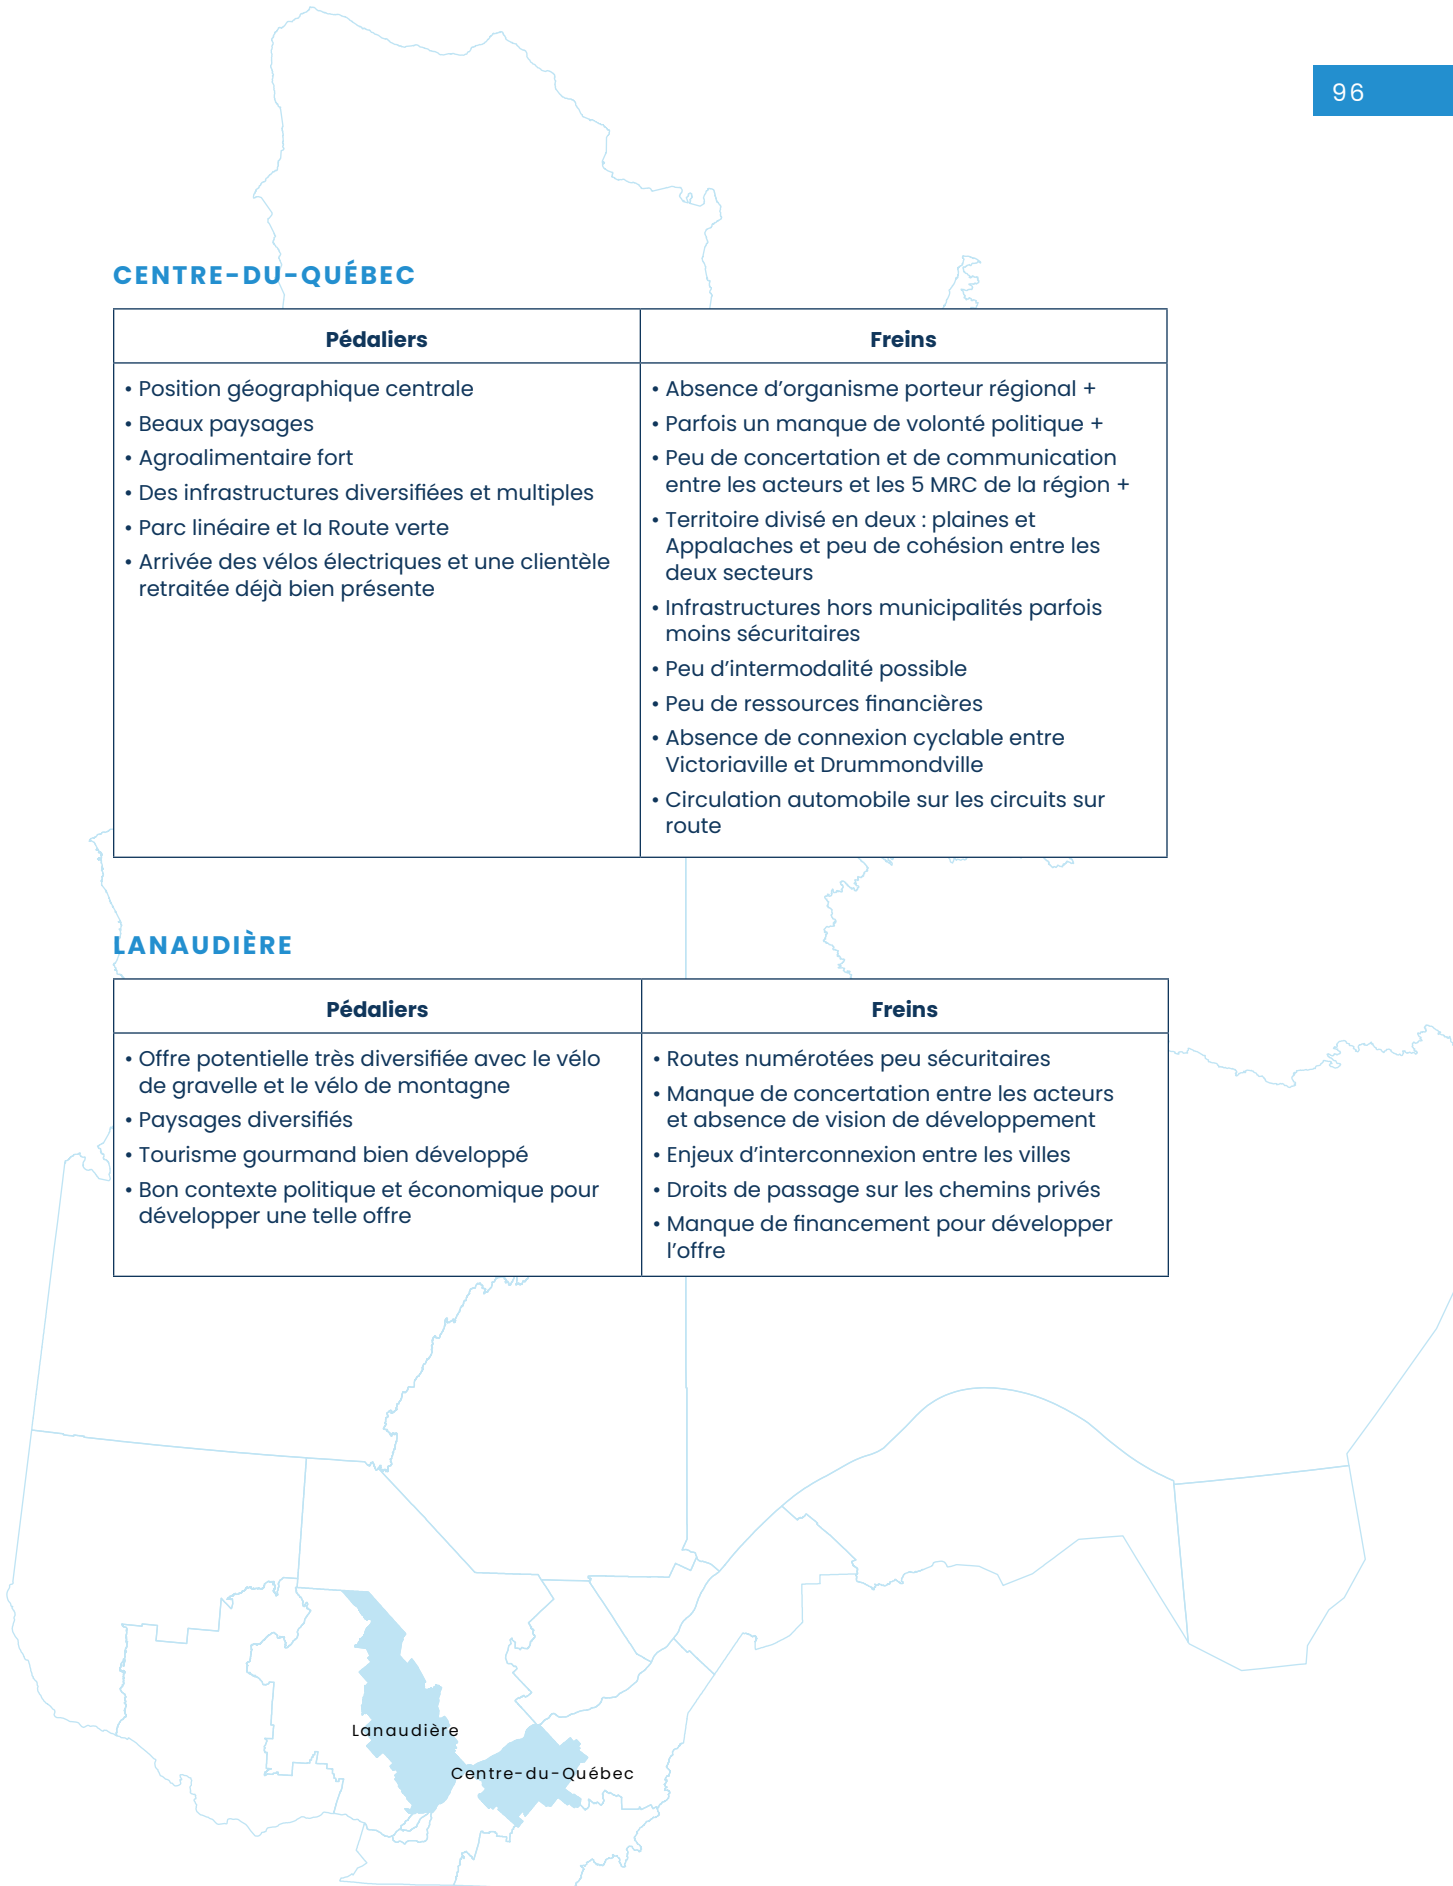 96
CENTRE-DU-QUÉBEC
Pédaliers
• Position géographique centrale
• Beaux paysages
• Agroalimentaire fort
• Des infrastructures diversifiées et multiples
• Parc linéaire et la Route verte
• Arrivée des vélos électriques et une clientèle
retraitée déjà bien présente
Freins
• Absence d’organisme porteur régional +
• Parfois un manque de volonté politique +
• Peu de concertation et de communication
entre les acteurs et les 5 MRC de la région +
• Territoire divisé en deux : plaines et
Appalaches et peu de cohésion entre les
deux secteurs
• Infrastructures hors municipalités parfois
moins sécuritaires
• Peu d’intermodalité possible
• Peu de ressources financières
• Absence de connexion cyclable entre
Victoriaville et Drummondville
• Circulation automobile sur les circuits sur
route
LANAUDIÈRE
Pédaliers
• Offre potentielle très diversifiée avec le vélo
de gravelle et le vélo de montagne
• Paysages diversifiés
• Tourisme gourmand bien développé
• Bon contexte politique et économique pour
développer une telle offre
Freins
• Routes numérotées peu sécuritaires
• Manque de concertation entre les acteurs
et absence de vision de développement
• Enjeux d’interconnexion entre les villes
• Droits de passage sur les chemins privés
• Manque de financement pour développer
l’offre
Lanaudière
Centre-du-Québec